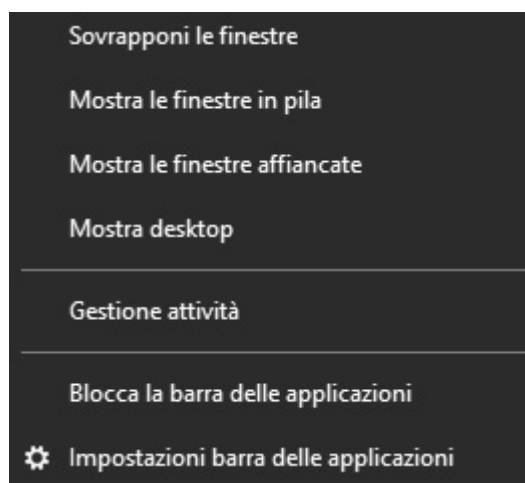 Sovrapponi le finestre
Mostra le finestre in pila
Mostra le finestre affiancate
Mostra desktop
Gestione attività
Blocca la barra delle applicazioni
Impostazioni barra delle applicazioni